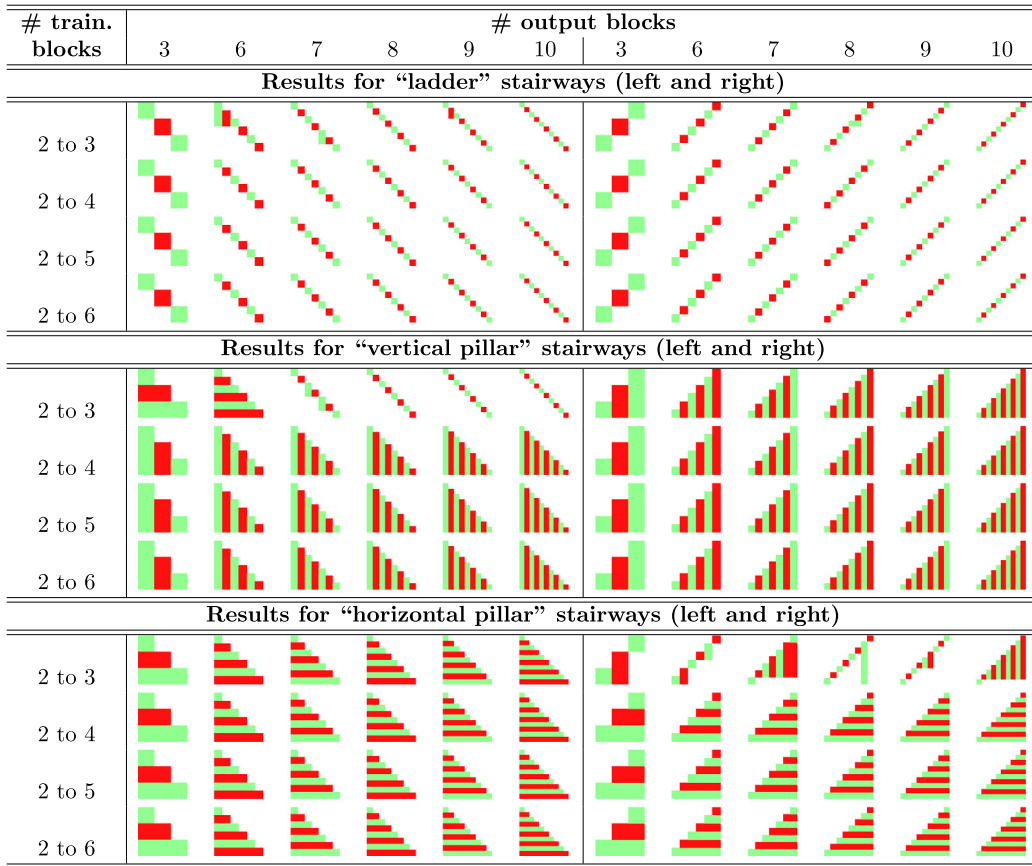 # train. # output blocks
blocks 3 6 7 8 9 10 3 6 7 8 9 10
Results for “ladder” stairways (left and right)
2 to 3
2 to 4
2 to 5
2 to 6
Results for “vertical pillar” stairways (left and right)
2 to 3
2 to 4
2 to 5
2 to 6
Results for “horizontal pillar” stairways (left and right)
2 to 3
2 to 4
2 to 5
2 to 6